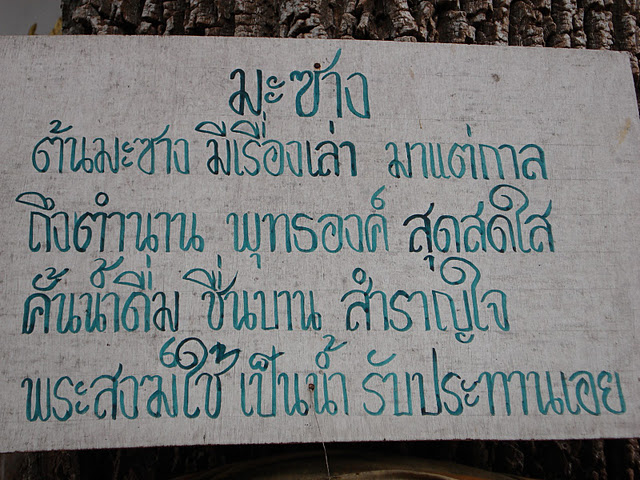 มะซาง
ต้นมะซาง มีเรื่องเล่า มาแต่กาล
ถึงตำนาน พุทธองค์ สุดสดใส
คั้นน้ำดื่ม ชื่นบาน สำราญใจ
พระสงฆ์ใช้ เป็นน้ำ รับประทานเอย